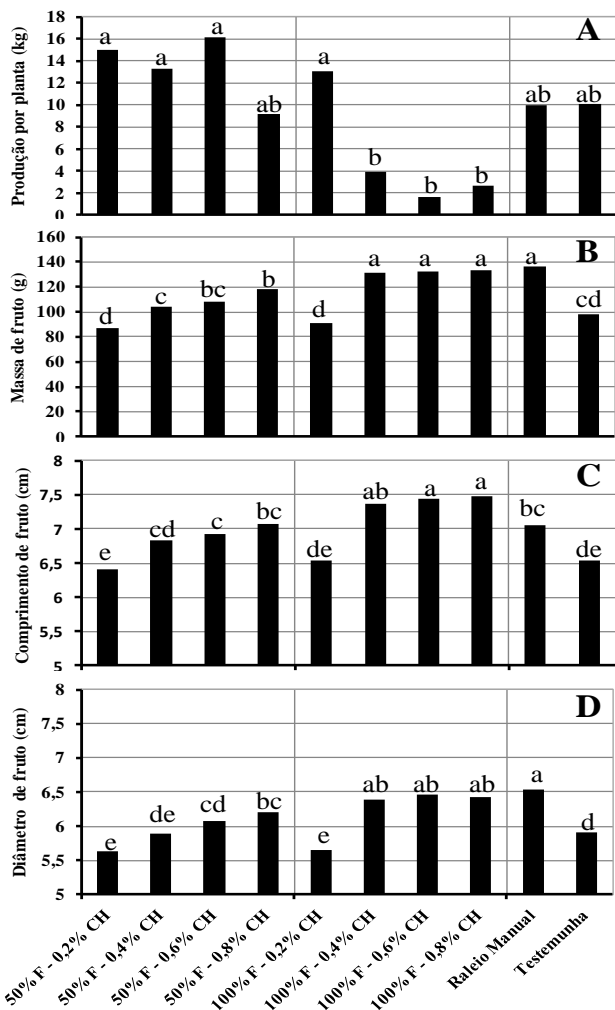 Produção por planta (kg)
18
16
14
12
10
8
6
4
2
0
a
a
a
ab
a
b
b
b
ab
ab
A
Massa de fruto (g)
160
140
120
100
80
60
40
20
0
d
c
bc
b
d
a
a
a
a
cd
B
Comprimento de fruto (cm)
8
7,5
7
6,5
6
5,5
5
e
cd
c
bc
de
ab
a
a
bc
de
C
Diâmetro de fruto (cm)
8
7,5
7
6,5
6
5,5
5
e
de
cd
bc
e
ab
ab
ab
a
d
D
50% F - 0,2% CH
50% F - 0,4% CH
50% F - 0,6% CH
50% F - 0,8% CH
100% F - 0,2% CH
100% F - 0,4% CH
100% F - 0,6% CH
100% F - 0,8% CH
Raleio Manual
Testemunha